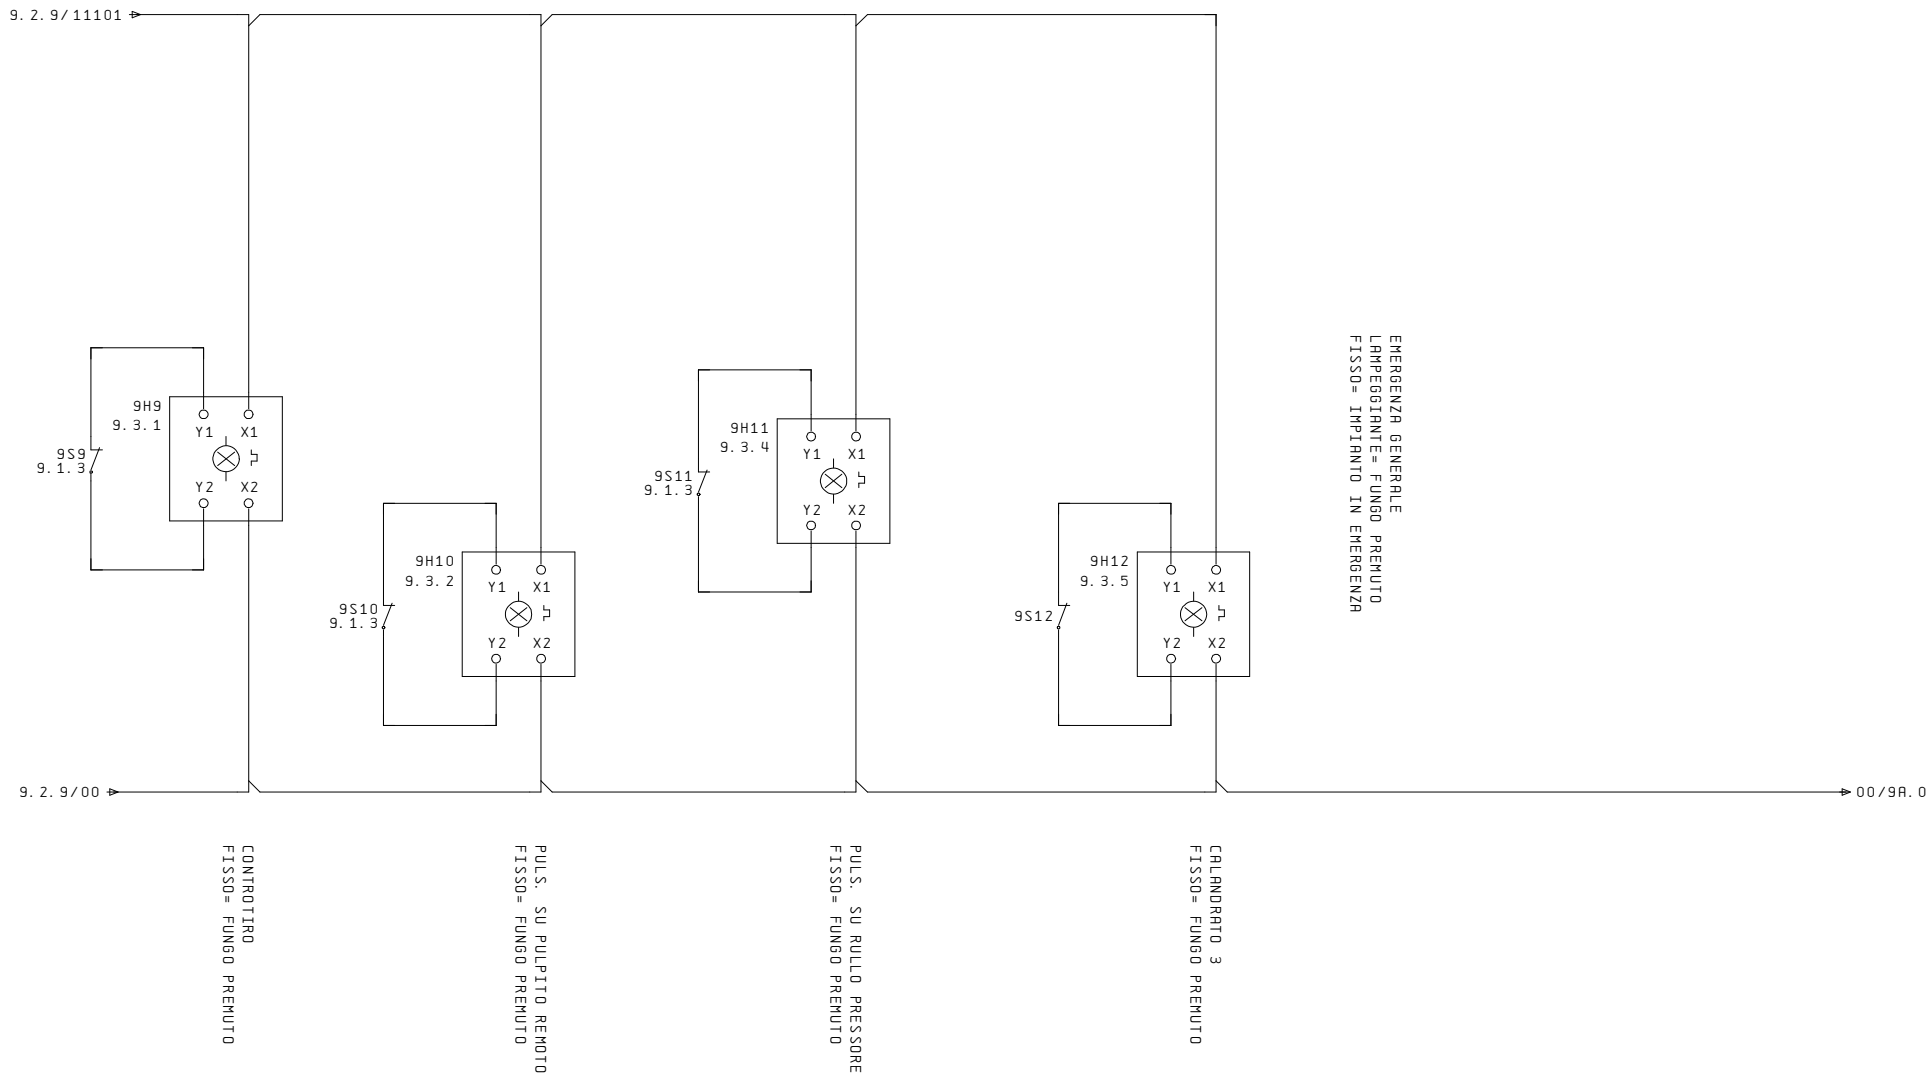 9.2.9/11101
9H9
9.3.1
Y1 X1
9S9
9.1.3
Y2 X2
9H10
9.3.2
Y1 X1
9S10
9.1.3
Y2 X2
9H11
9.3.4
Y1 X1
9S11
9.1.3
Y2 X2
9H12
9.3.5
Y1 X1
9S12
Y2 X2
EMERGENZA GENERALE
LAMPEGGIANTE= FUNGO PREMUTO
FISSO= IMPIANTO IN EMERGENZA
9.2.9/00
00/9A.0
CONTROTIRO
FISSO= FUNGO PREMUTO
PULS. SU PULPITO REMOTO
FISSO= FUNGO PREMUTO
PULS. SU RULLO PRESSORE
FISSO= FUNGO PREMUTO
CALANDRATO 3
FISSO= FUNGO PREMUTO